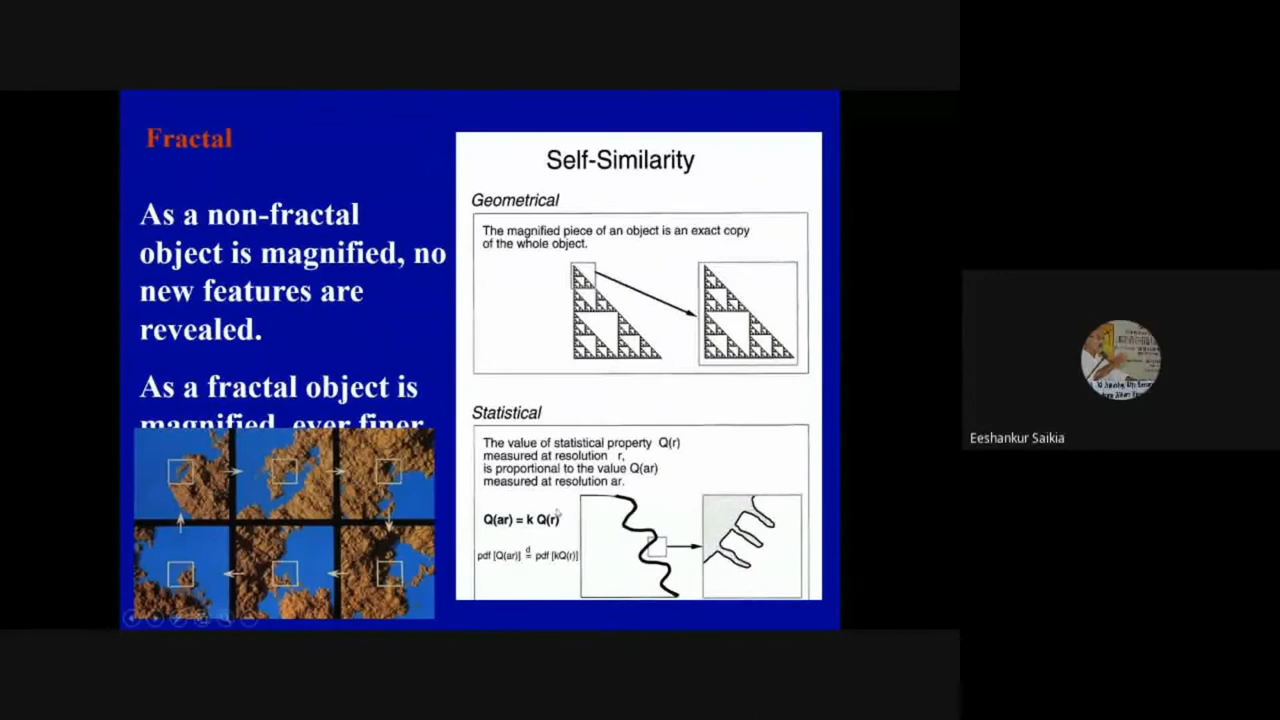 Fractal
As a non-fractal
object is magnified, no
new features are
revealed.
As a fractal object is
magnified, ever finer
Self-Similarity
Geometrical
The magnified piece of an object is an exact copy
of the whole object.
Statistical
The value of statistical property Q(r)
measured at resolution r,
is proportional to the value Q(ar)
measured at resolution ar.
Q(ar) = k Q(r)
pdf [Q(ar)] d= pdf [kQ(r)]
Eeshankur Saikia